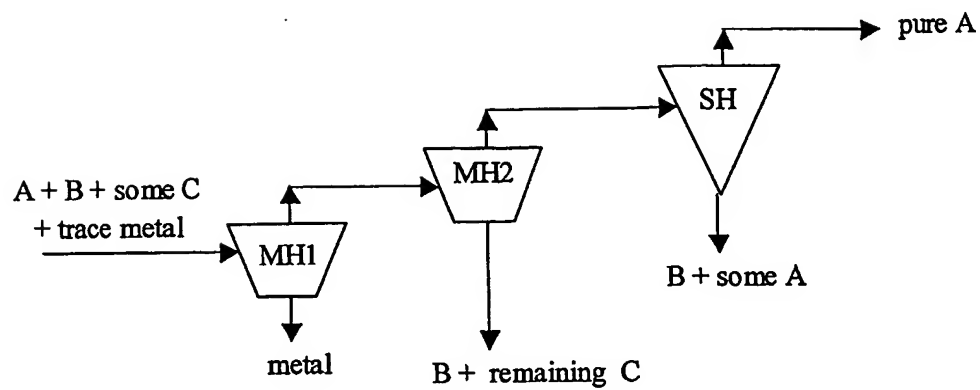 pure A
SH
MH2
A + B + some C
+ trace metal
MH1
B + some A
metal
B + remaining C